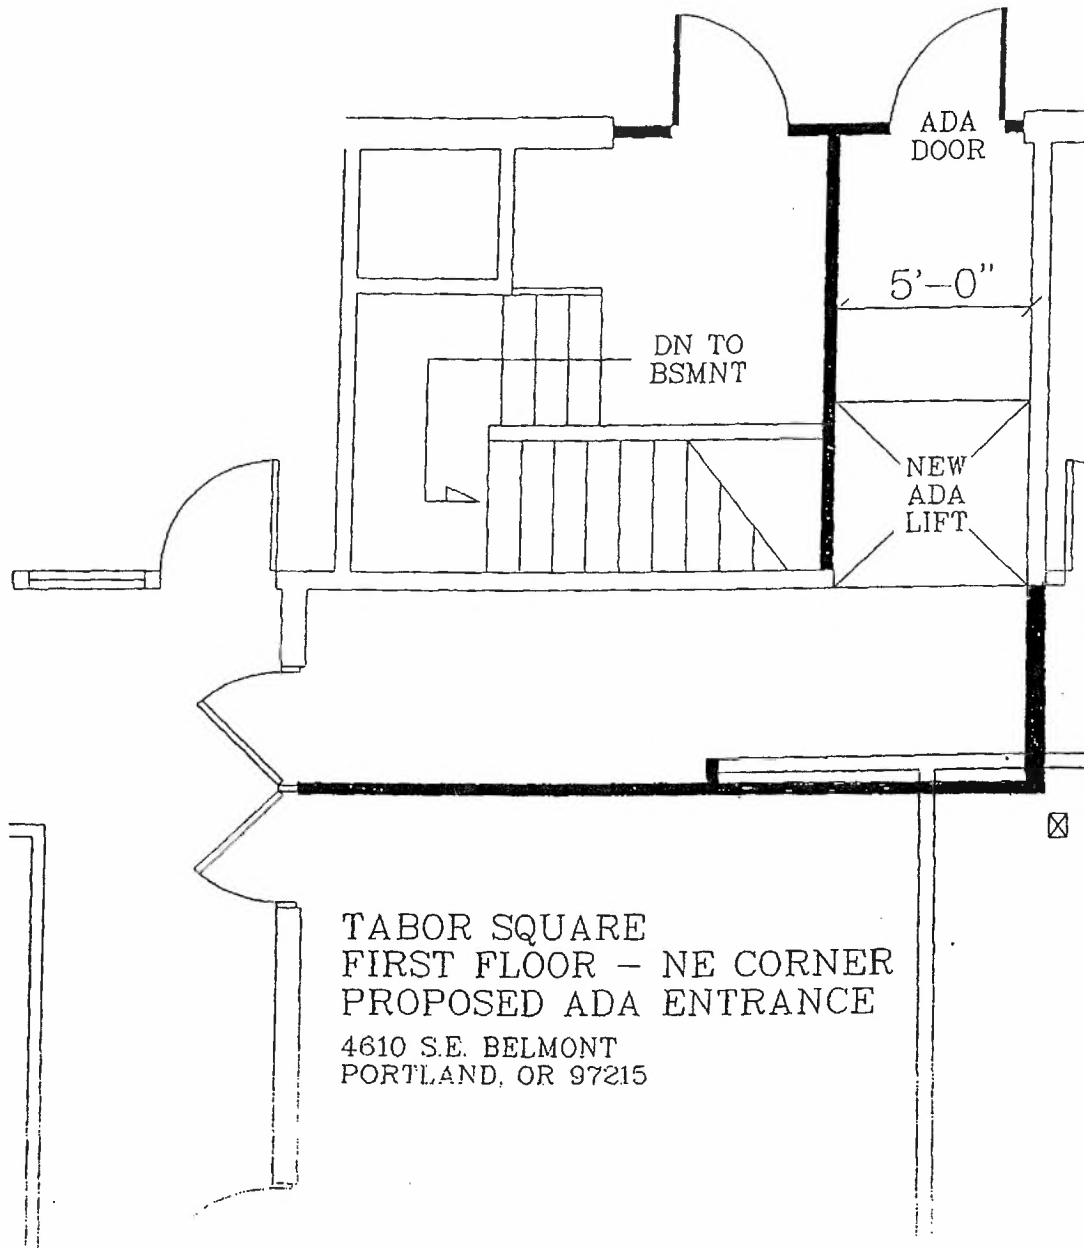 ADA
DOOR
5'-0"
DN TO
BSMNT
NEW
ADA
LIFT
TABOR SQUARE
FIRST FLOOR – NE CORNER
PROPOSED ADA ENTRANCE
4610 S.E. BELMONT
PORTLAND, OR 97215